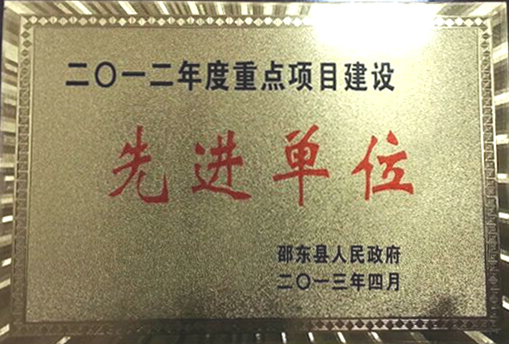 二〇一二年度重点项目建设
先进单位
邵东县人民政府
二〇一三年四月